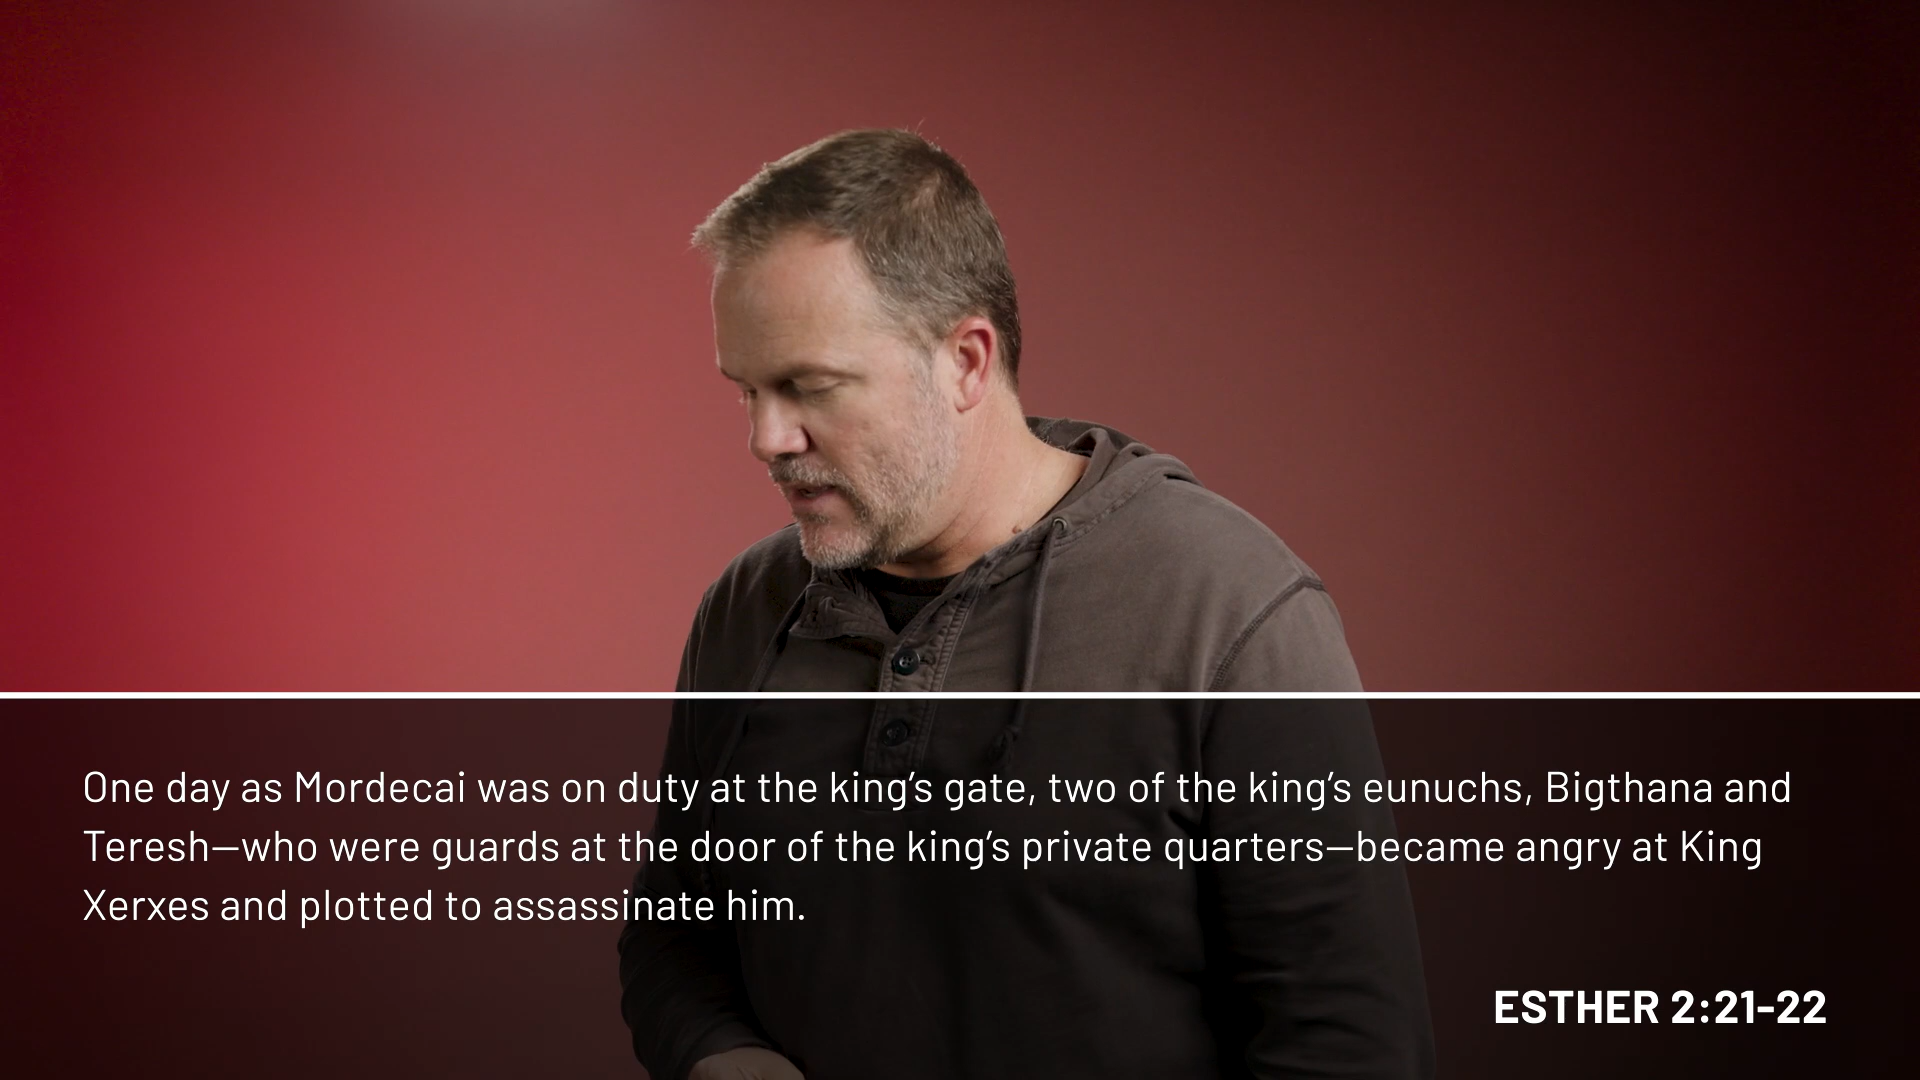 One day as Mordecai was on duty at the king’s gate, two of the king’s eunuchs, Bigthana and
Teresh—who were guards at the door of the king’s private quarters—became angry at King
Xerxes and plotted to assassinate him.
ESTHER 2:21-22